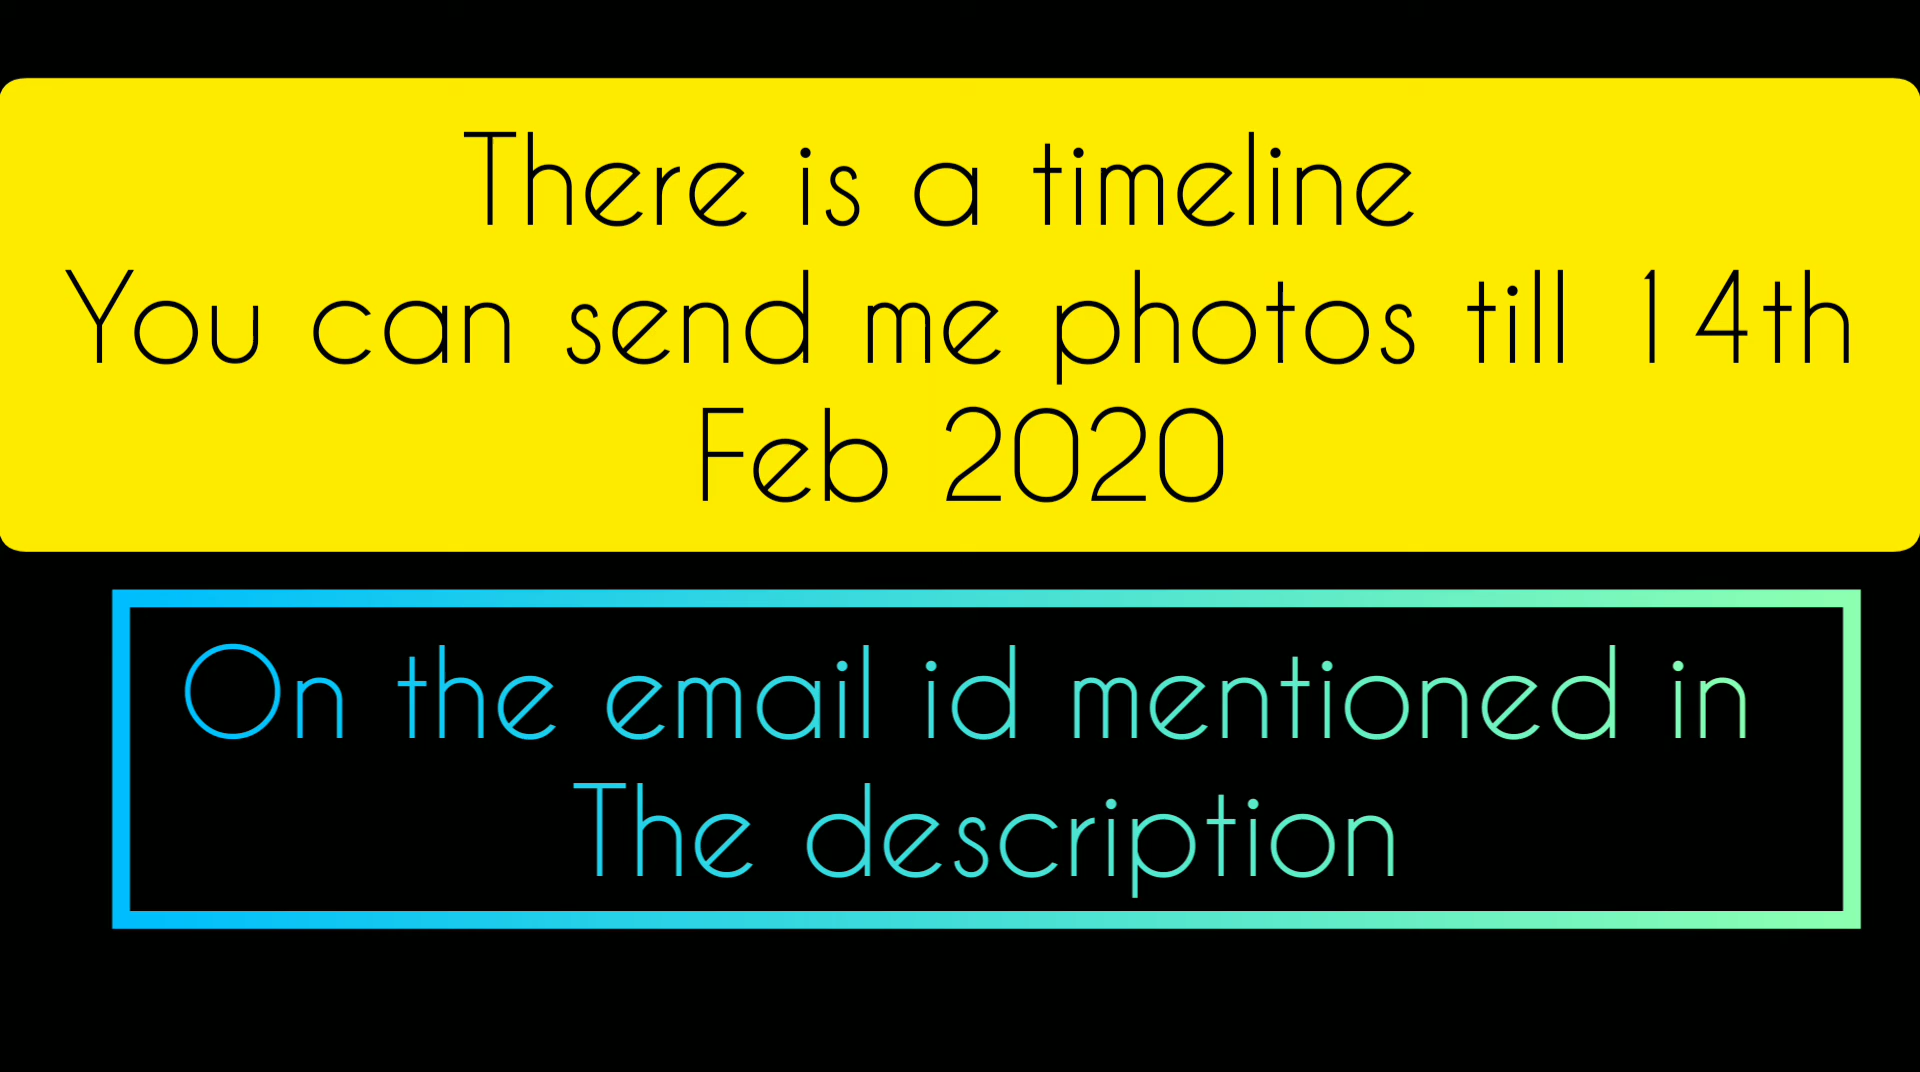 There is a timeline
You can send me photos till 14th
Feb 2020
On the email id mentioned in
The description